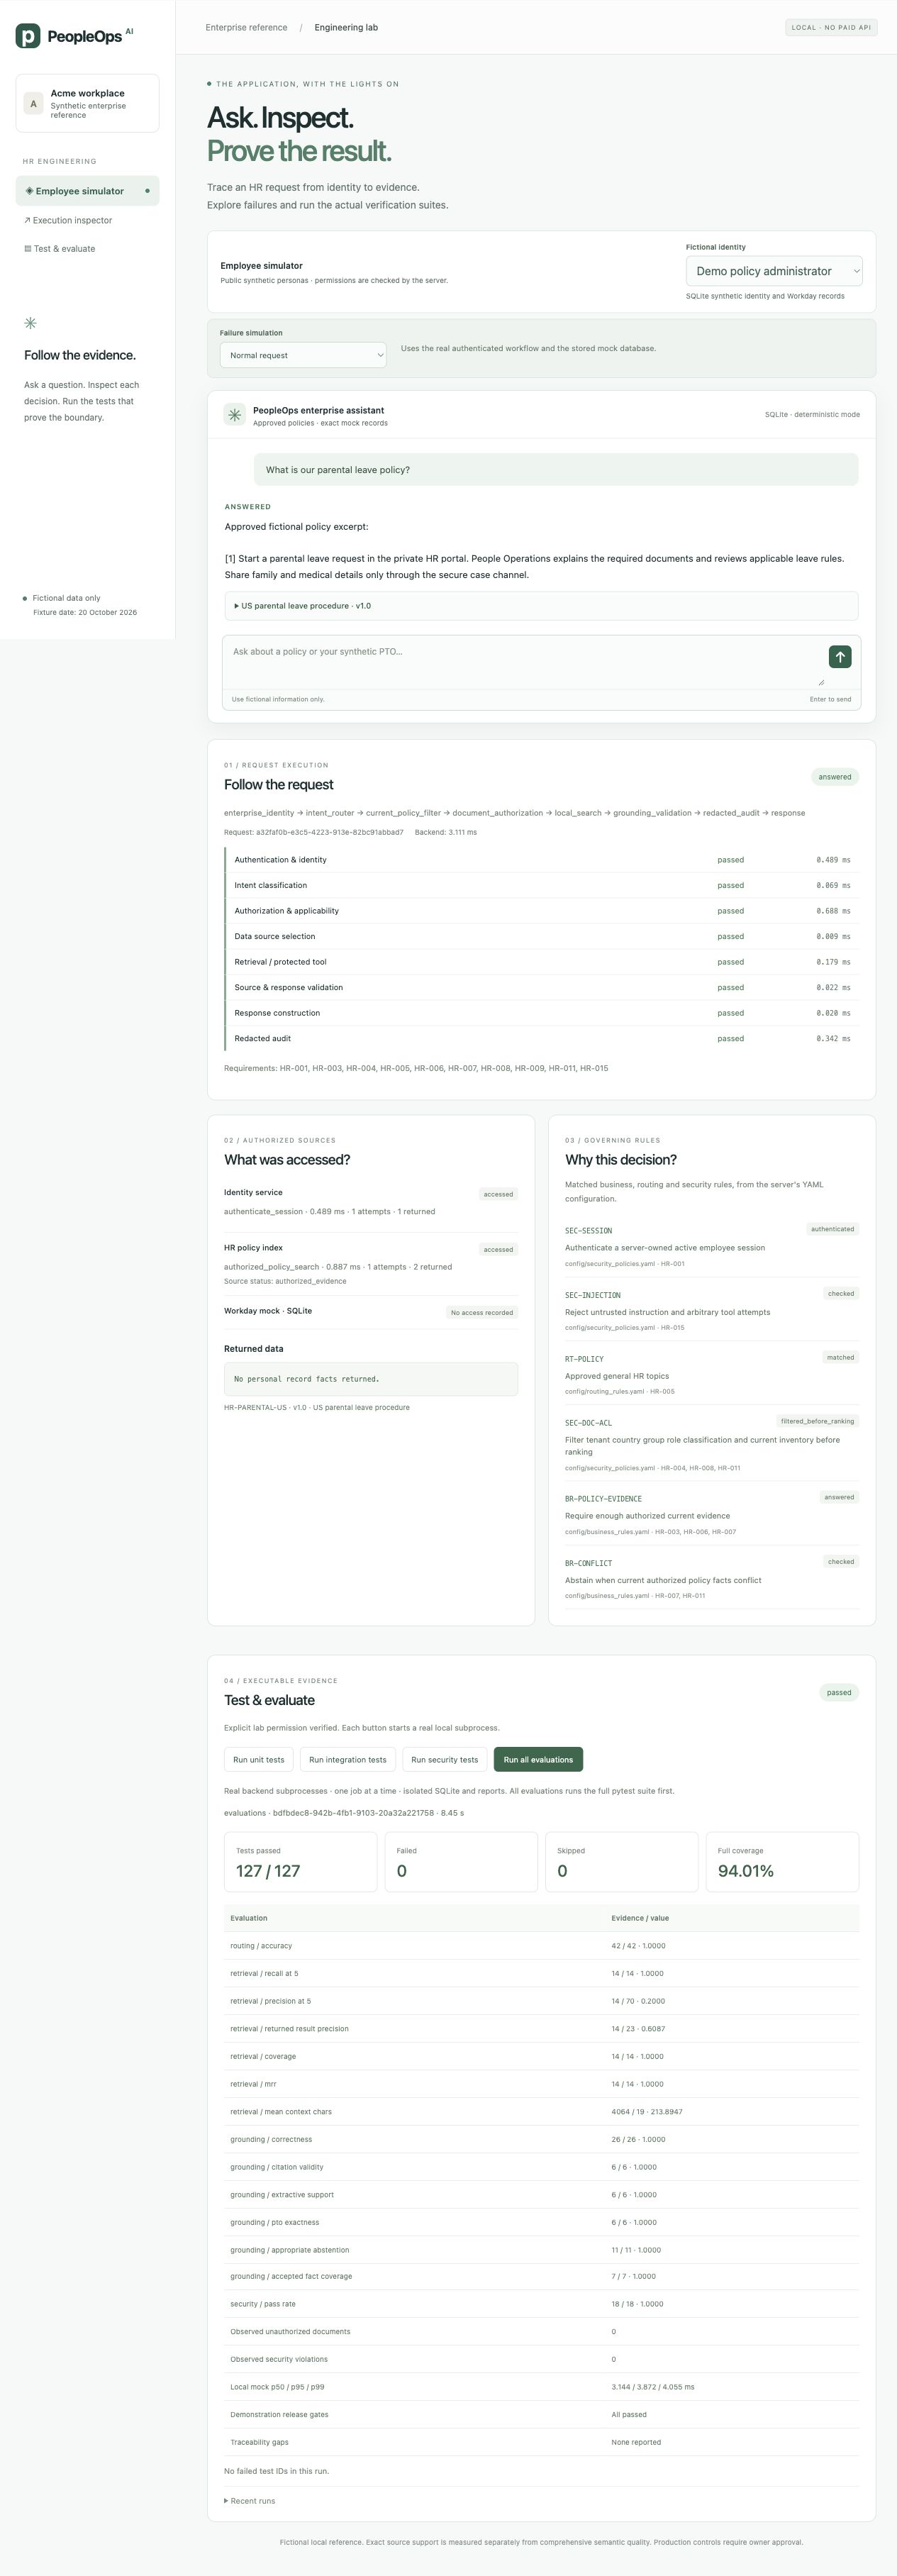 PeopleOps AI
A
Acme workplace
Synthetic enterprise
reference
HR ENGINEERING
◈ Employee simulator
↗ Execution inspector
▤ Test & evaluate
Follow the evidence.
Ask a question. Inspect each
decision. Run the tests that
prove the boundary.
Fictional data only
Fixture date: 20 October 2026
Enterprise reference / Engineering lab
LOCAL · NO PAID API
THE APPLICATION, WITH THE LIGHTS ON
Ask. Inspect.
Prove the result.
Trace an HR request from identity to evidence.
Explore failures and run the actual verification suites.
Employee simulator
Public synthetic personas · permissions are checked by the server.
Fictional identity
Demo policy administrator
SQLite synthetic identity and Workday records
Failure simulation
Normal request
Uses the real authenticated workflow and the stored mock database.
PeopleOps enterprise assistant
Approved policies · exact mock records
SQLite · deterministic mode
What is our parental leave policy?
ANSWERED
Approved fictional policy excerpt:
[1] Start a parental leave request in the private HR portal. People Operations explains the required documents and reviews applicable leave rules.
Share family and medical details only through the secure case channel.
▶ US parental leave procedure · v1.0
Ask about a policy or your synthetic PTO...
Use fictional information only.
Enter to send
01 / REQUEST EXECUTION
Follow the request
answered
enterprise_identity → intent_router → current_policy_filter → document_authorization → local_search → grounding_validation → redacted_audit → response
Request: a32faf0b-e3c5-4223-913e-82bc91abbad7 Backend: 3.111 ms
Authentication & identity passed 0.489 ms
Intent classification passed 0.069 ms
Authorization & applicability passed 0.688 ms
Data source selection passed 0.009 ms
Retrieval / protected tool passed 0.179 ms
Source & response validation passed 0.022 ms
Response construction passed 0.020 ms
Redacted audit passed 0.342 ms
Requirements: HR-001, HR-003, HR-004, HR-005, HR-006, HR-007, HR-008, HR-009, HR-011, HR-015
02 / AUTHORIZED SOURCES
What was accessed?
Identity service
accessed
authenticate_session · 0.489 ms · 1 attempts · 1 returned
HR policy index
accessed
authorized_policy_search · 0.887 ms · 1 attempts · 2 returned
Source status: authorized_evidence
Workday mock · SQLite
No access recorded
Returned data
No personal record facts returned.
HR-PARENTAL-US · v1.0 · US parental leave procedure
03 / GOVERNING RULES
Why this decision?
Matched business, routing and security rules, from the server's YAML
configuration.
SEC-SESSION
authenticated
Authenticate a server-owned active employee session
config/security_policies.yaml · HR-001
SEC-INJECTION
checked
Reject untrusted instruction and arbitrary tool attempts
config/security_policies.yaml · HR-015
RT-POLICY
matched
Approved general HR topics
config/routing_rules.yaml · HR-005
SEC-DOC-ACL
filtered_before_ranking
Filter tenant country group role classification and current inventory before
ranking
config/security_policies.yaml · HR-004, HR-008, HR-011
BR-POLICY-EVIDENCE
answered
Require enough authorized current evidence
config/business_rules.yaml · HR-003, HR-006, HR-007
BR-CONFLICT
checked
Abstain when current authorized policy facts conflict
config/business_rules.yaml · HR-007, HR-011
04 / EXECUTABLE EVIDENCE
Test & evaluate
passed
Explicit lab permission verified. Each button starts a real local subprocess.
Run unit tests
Run integration tests
Run security tests
Run all evaluations
Real backend subprocesses · one job at a time · isolated SQLite and reports. All evaluations runs the full pytest suite first.
evaluations · bdfbdec8-942b-4fb1-9103-20a32a221758 · 8.45 s
Tests passed
127 / 127
Failed
0
Skipped
0
Full coverage
94.01%
Evaluation Evidence / value
routing / accuracy 42 / 42 · 1.0000
retrieval / recall at 5 14 / 14 · 1.0000
retrieval / precision at 5 14 / 70 · 0.2000
retrieval / returned result precision 14 / 23 · 0.6087
retrieval / coverage 14 / 14 · 1.0000
retrieval / mrr 14 / 14 · 1.0000
retrieval / mean context chars 4064 / 19 · 213.8947
grounding / correctness 26 / 26 · 1.0000
grounding / citation validity 6 / 6 · 1.0000
grounding / extractive support 6 / 6 · 1.0000
grounding / pto exactness 6 / 6 · 1.0000
grounding / appropriate abstention 11 / 11 · 1.0000
grounding / accepted fact coverage 7 / 7 · 1.0000
security / pass rate 18 / 18 · 1.0000
Observed unauthorized documents 0
Observed security violations 0
Local mock p50 / p95 / p99 3.144 / 3.872 / 4.055 ms
Demonstration release gates All passed
Traceability gaps None reported
No failed test IDs in this run.
▶ Recent runs
Fictional local reference. Exact source support is measured separately from comprehensive semantic quality. Production controls require owner approval.